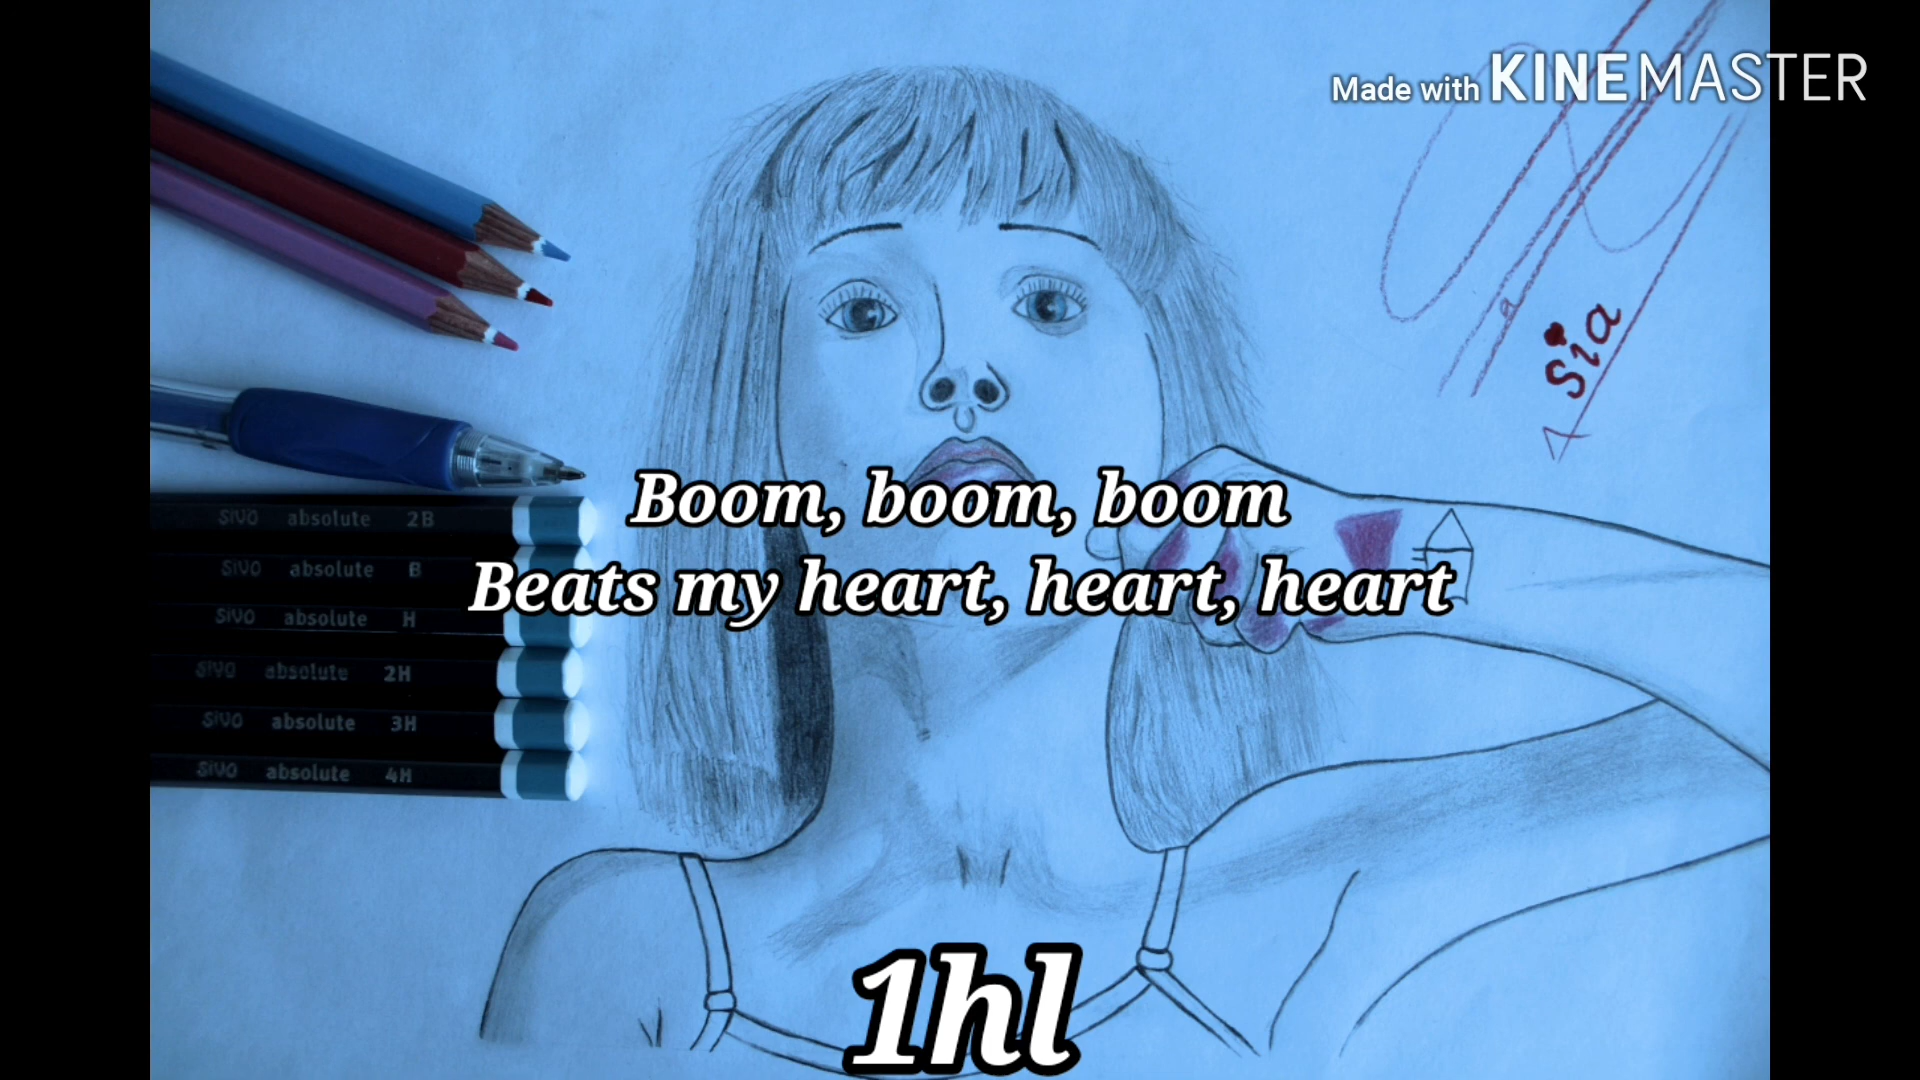 Made with KINEMASTER
sia
Boom, boom, boom
Beats my heart, heart, heart
SIVO absolute 2B
SIVO absolute B
SIVO absolute H
SIVO absolute 2H
SIVO absolute 3H
SIVO absolute 4H
1hl